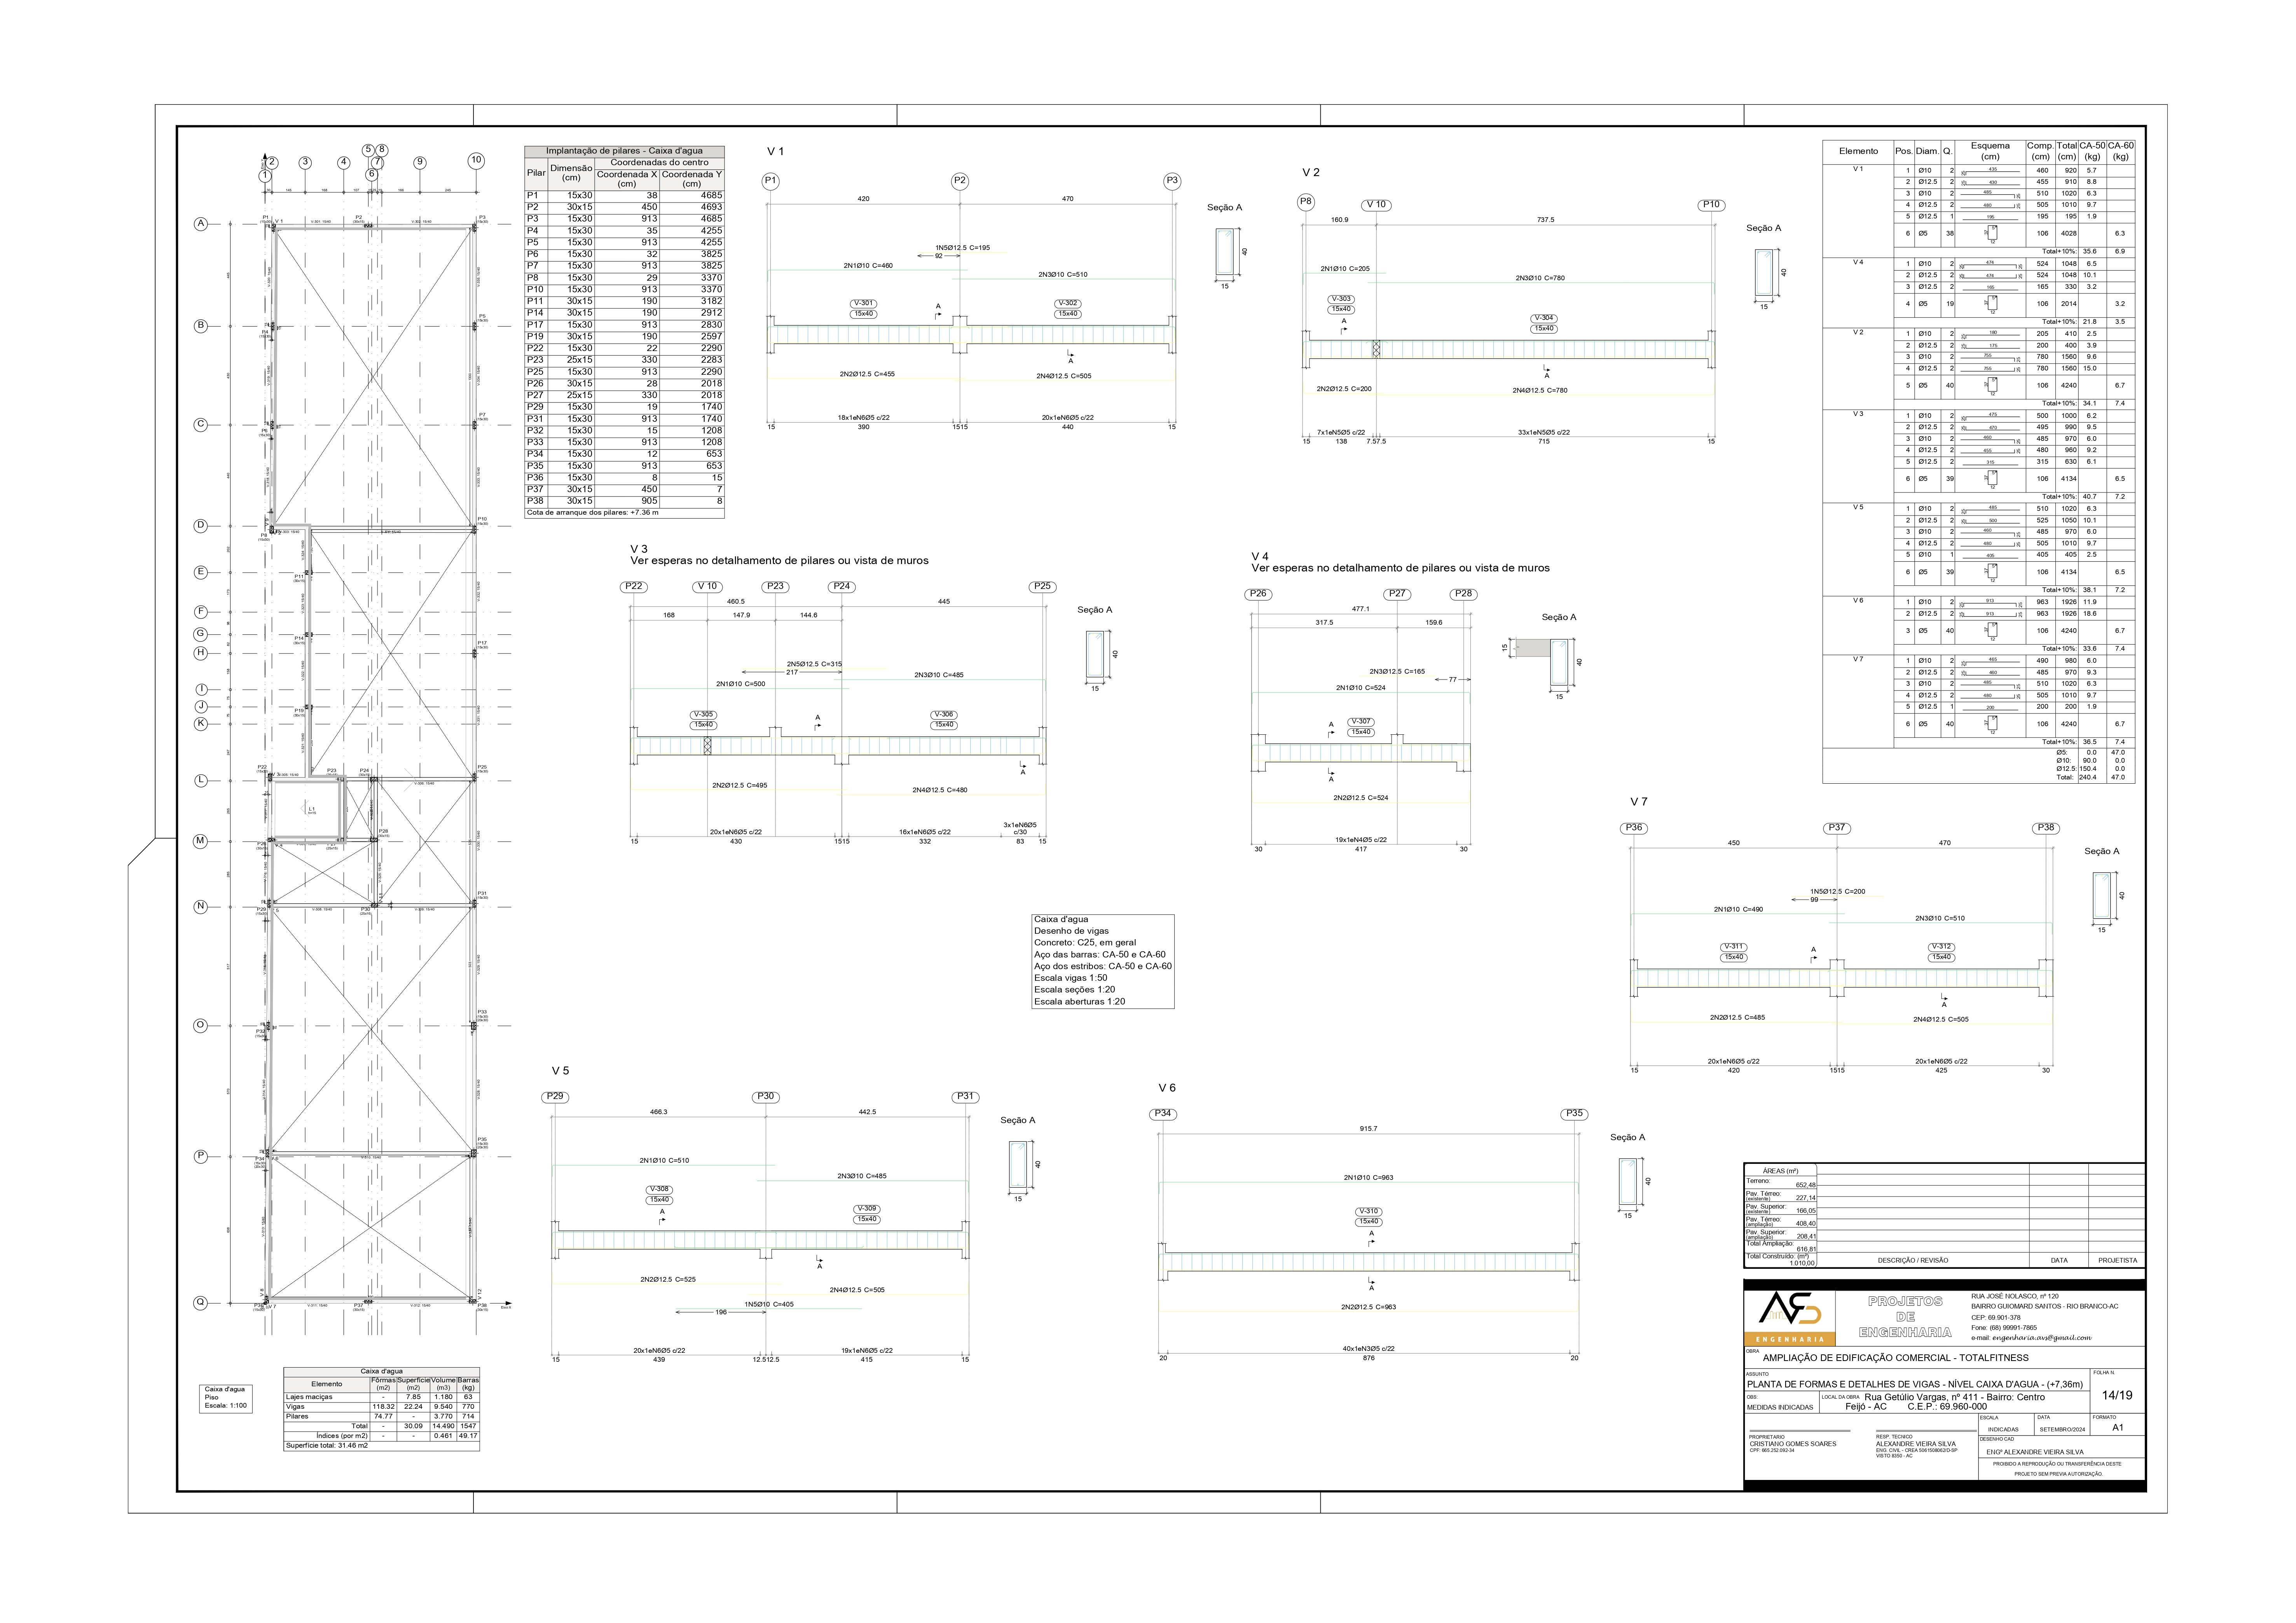 Implantação de pilares - Caixa d'agua
Pilar Dimensão (cm) Coordenadas do centro
Coordenada X (cm) Coordenada Y (cm)
P1 15x30 38 4685
P2 30x15 450 4693
P3 15x30 913 4685
P4 15x30 35 4255
P5 15x30 913 4255
P6 15x30 32 3825
P7 15x30 913 3825
P8 15x30 29 3370
P10 15x30 913 3370
P11 30x15 190 3182
P14 30x15 190 2912
P17 15x30 913 2830
P19 30x15 190 2597
P22 15x30 22 2290
P23 25x15 330 2283
P25 15x30 913 2290
P26 30x15 28 2018
P27 25x15 330 2018
P29 15x30 19 1740
P31 15x30 913 1740
P32 15x30 15 1208
P33 15x30 913 1208
P34 15x30 12 653
P35 15x30 913 653
P36 15x30 8 15
P37 30x15 450 7
P38 30x15 905 8
Cota de arranque dos pilares: +7.36 m
V 1
P1 P2 P3
420 470
1N5Ø12.5 C=195
92
2N1Ø10 C=460
2N3Ø10 C=510
V-301 15x40
A
V-302 15x40
A
2N2Ø12.5 C=455
2N4Ø12.5 C=505
18x1eN6Ø5 c/22 20x1eN6Ø5 c/22
15 390 1515 440 15
Seção A
40
15
V 2
P8 V 10 P10
160.9 737.5
2N1Ø10 C=205
2N3Ø10 C=780
V-303 15x40
A
V-304 15x40
A
2N2Ø12.5 C=200
2N4Ø12.5 C=780
7x1eN5Ø5 c/22 33x1eN5Ø5 c/22
15 138 7.57.5 715 15
Seção A
40
15
V 3
Ver esperas no detalhamento de pilares ou vista de muros
P22 V 10 P23 P24 P25
460.5 445
168 147.9 144.6
2N5Ø12.5 C=315
217
2N1Ø10 C=500
2N3Ø10 C=485
V-305 15x40
A
V-306 15x40
A
2N2Ø12.5 C=495
2N4Ø12.5 C=480
20x1eN6Ø5 c/22 16x1eN6Ø5 c/22 3x1eN6Ø5 c/30
15 430 1515 332 83 15
Seção A
40
15
V 4
Ver esperas no detalhamento de pilares ou vista de muros
P26 P27 P28
477.1
317.5 159.6
2N3Ø12.5 C=165
77
2N1Ø10 C=524
A
V-307 15x40
A
2N2Ø12.5 C=524
19x1eN4Ø5 c/22
30 417 30
Seção A
15
40
15
V 5
P29 P30 P31
466.3 442.5
2N1Ø10 C=510
2N3Ø10 C=485
V-308 15x40
A
V-309 15x40
A
2N2Ø12.5 C=525
2N4Ø12.5 C=505
1N5Ø10 C=405
196
20x1eN6Ø5 c/22 19x1eN6Ø5 c/22
15 439 12.512.5 415 15
Seção A
40
15
V 6
P34 P35
915.7
2N1Ø10 C=963
V-310 15x40
A
A
2N2Ø12.5 C=963
40x1eN3Ø5 c/22
20 876 20
Seção A
40
15
V 7
P36 P37 P38
450 470
1N5Ø12.5 C=200
99
2N1Ø10 C=490
2N3Ø10 C=510
V-311 15x40
A
V-312 15x40
A
2N2Ø12.5 C=485
2N4Ø12.5 C=505
20x1eN6Ø5 c/22 20x1eN6Ø5 c/22
15 420 1515 425 30
Seção A
40
15
Caixa d'agua
Desenho de vigas
Concreto: C25, em geral
Aço das barras: CA-50 e CA-60
Aço dos estribos: CA-50 e CA-60
Escala vigas 1:50
Escala seções 1:20
Escala aberturas 1:20
Elemento Pos. Diam. Q. Esquema (cm) Comp. (cm) Total (cm) CA-50 (kg) CA-60 (kg)
V 1 1 Ø10 2 435 460 920 5.7
2 Ø12.5 2 430 455 910 8.8
3 Ø10 2 485 510 1020 6.3
4 Ø12.5 2 480 505 1010 9.7
5 Ø12.5 1 195 195 195 1.9
6 Ø5 38 106 4028 6.3
Total+10%: 35.6 6.9
V 4 1 Ø10 2 474 524 1048 6.5
2 Ø12.5 2 474 524 1048 10.1
3 Ø12.5 2 165 165 330 3.2
4 Ø5 19 106 2014 3.2
Total+10%: 21.8 3.5
V 2 1 Ø10 2 180 205 410 2.5
2 Ø12.5 2 175 200 400 3.9
3 Ø10 2 755 780 1560 9.6
4 Ø12.5 2 755 780 1560 15.0
5 Ø5 40 106 4240 6.7
Total+10%: 34.1 7.4
V 3 1 Ø10 2 475 500 1000 6.2
2 Ø12.5 2 470 495 990 9.5
3 Ø10 2 460 485 970 6.0
4 Ø12.5 2 455 480 960 9.2
5 Ø12.5 2 315 315 630 6.1
6 Ø5 39 106 4134 6.5
Total+10%: 40.7 7.2
V 5 1 Ø10 2 485 510 1020 6.3
2 Ø12.5 2 500 525 1050 10.1
3 Ø10 2 460 485 970 6.0
4 Ø12.5 2 480 505 1010 9.7
5 Ø10 1 405 405 405 2.5
6 Ø5 39 106 4134 6.5
Total+10%: 38.1 7.2
V 6 1 Ø10 2 913 963 1926 11.9
2 Ø12.5 2 913 963 1926 18.6
3 Ø5 40 106 4240 6.7
Total+10%: 33.6 7.4
V 7 1 Ø10 2 465 490 980 6.0
2 Ø12.5 2 460 485 970 9.3
3 Ø10 2 485 510 1020 6.3
4 Ø12.5 2 480 505 1010 9.7
5 Ø12.5 1 200 200 200 1.9
6 Ø5 40 106 4240 6.7
Total+10%: 36.5 7.4
Ø5: 0.0 47.0
Ø10: 90.0 0.0
Ø12.5: 150.4 0.0
Total: 240.4 47.0
1 2 3 4 5 6 7 8 9 10
A
B
C
D
E
F
G
H
I
J
K
L
M
N
O
P
Q
Caixa d'agua
Piso
Escala: 1:100
Caixa d'agua
Elemento Fôrmas (m2) Superfície (m2) Volume (m3) Barras (kg)
Lajes maciças - 7.85 1.180 63
Vigas 118.32 22.24 9.540 770
Pilares 74.77 - 3.770 714
Total - 30.09 14.490 1547
Índices (por m2) - - 0.461 49.17
Superfície total: 31.46 m2
ÁREAS (m²)
Terreno: 652,48
Pav. Térreo: (existente) 227,14
Pav. Superior: (existente) 166,05
Pav. Térreo: (ampliação) 408,40
Pav. Superior: (ampliação) 208,41
Total Ampliação: 616,81
Total Construído: (m²) 1.010,00
DESCRIÇÃO / REVISÃO DATA PROJETISTA
ENGENHARIA
PROJETOS
DE
ENGENHARIA
RUA JOSÉ NOLASCO, nº 120
BAIRRO GUIOMARD SANTOS - RIO BRANCO-AC
CEP: 69.901-378
Fone: (68) 99991-7865
e-mail: engenharia.avs@gmail.com
OBRA
AMPLIAÇÃO DE EDIFICAÇÃO COMERCIAL - TOTALFITNESS
ASSUNTO
PLANTA DE FORMAS E DETALHES DE VIGAS - NÍVEL CAIXA D'AGUA - (+7,36m)
FOLHA N.
14/19
OBS:
MEDIDAS INDICADAS
LOCAL DA OBRA Rua Getúlio Vargas, nº 411 - Bairro: Centro
Feijó - AC C.E.P.: 69.960-000
ESCALA
INDICADAS
DATA
SETEMBRO/2024
FORMATO
A1
PROPRIETARIO
CRISTIANO GOMES SOARES
CPF: 665.252.092-34
RESP. TECNICO
ALEXANDRE VIEIRA SILVA
ENG. CIVIL - CREA 5061508062/D-SP
VISTO 8350 - AC
DESENHO CAD
ENGº ALEXANDRE VIEIRA SILVA
PROIBIDO A REPRODUÇÃO OU TRANSFERÊNCIA DESTE
PROJETO SEM PREVIA AUTORIZAÇÃO.